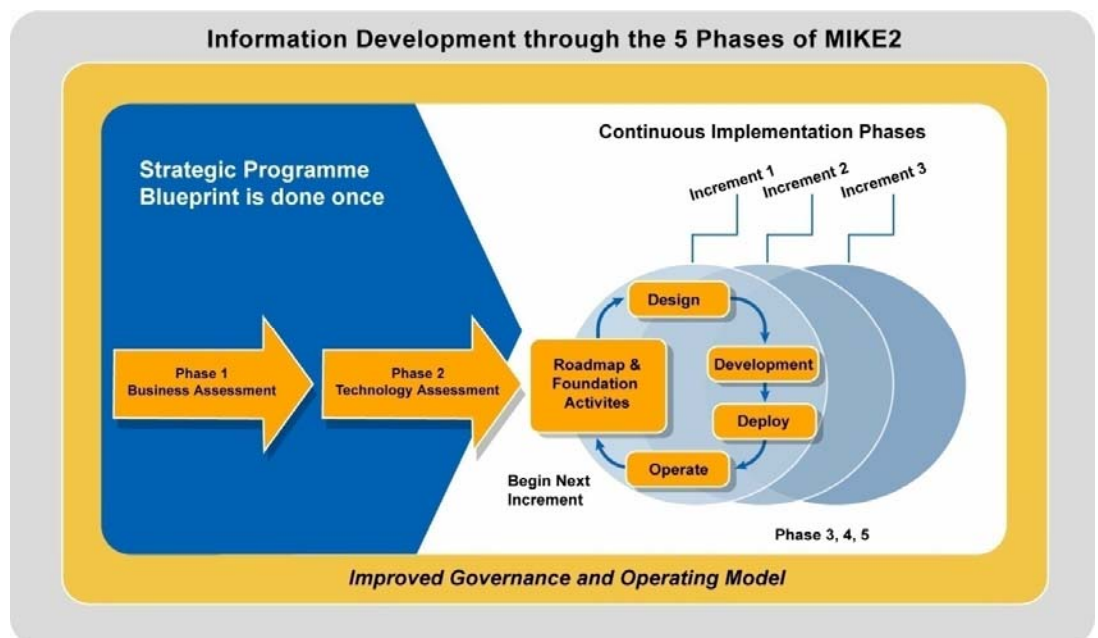 Information Development through the 5 Phases of MIKE2
Strategic Programme
Blueprint is done once
Continuous Implementation Phases
Increment 1
Increment 2
Increment 3
Phase 1
Business Assessment
Phase 2
Technology Assessment
Roadmap &
Foundation
Activites
Design
Development
Deploy
Operate
Begin Next
Increment
Phase 3, 4, 5
Improved Governance and Operating Model